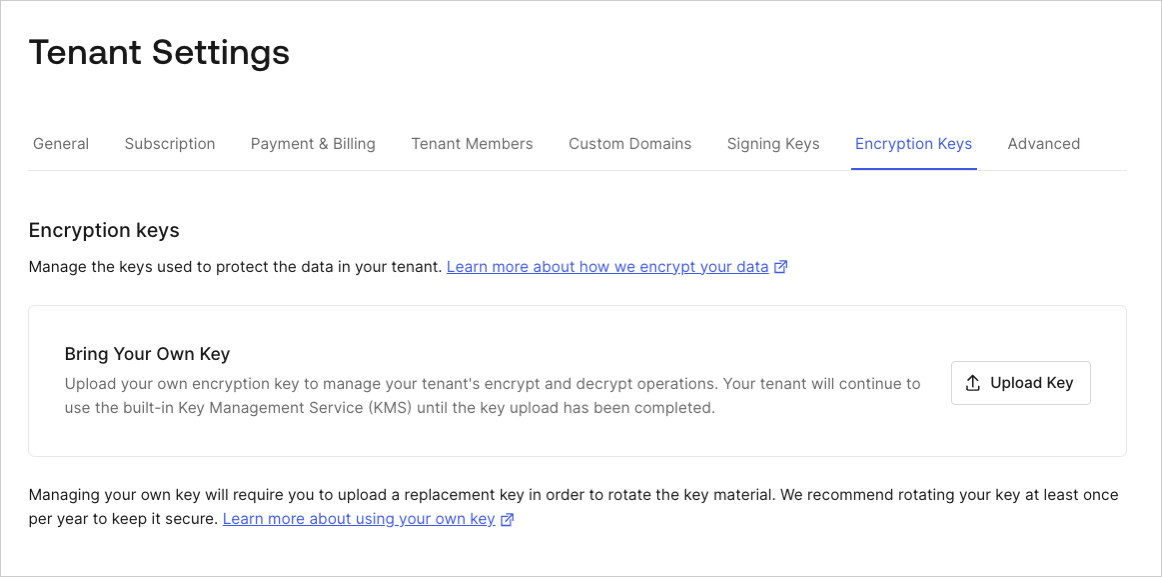 Tenant Settings
General Subscription Payment & Billing Tenant Members Custom Domains Signing Keys Encryption Keys Advanced
Encryption keys
Manage the keys used to protect the data in your tenant. Learn more about how we encrypt your data
Bring Your Own Key
Upload your own encryption key to manage your tenant's encrypt and decrypt operations. Your tenant will continue to
use the built-in Key Management Service (KMS) until the key upload has been completed.
Upload Key
Managing your own key will require you to upload a replacement key in order to rotate the key material. We recommend rotating your key at least once
per year to keep it secure. Learn more about using your own key